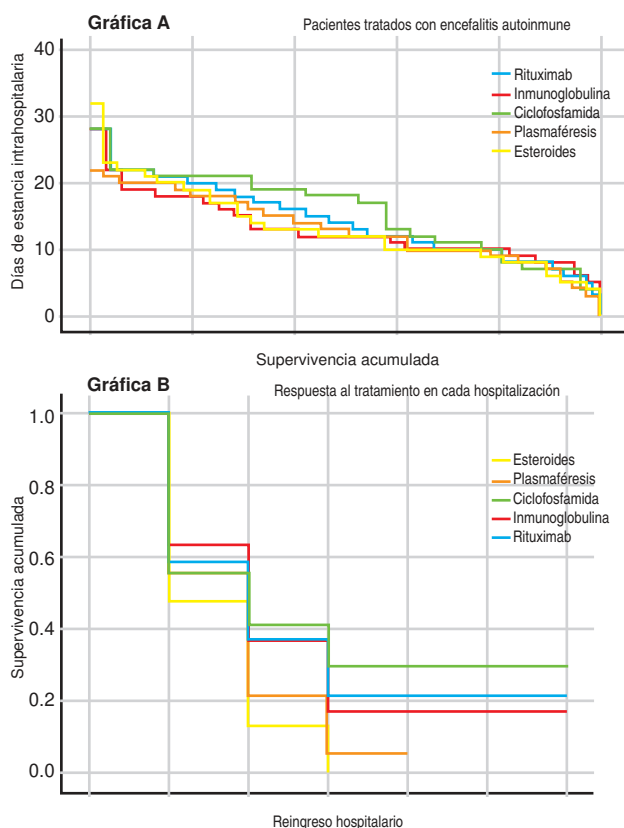 Gráfica A
Pacientes tratados con encefalitis autoinmune
Días de estancia intrahospitalaria
40
30
20
10
0
Rituximab
Inmunoglobulina
Ciclofosfamida
Plasmaféresis
Esteroides
Supervivencia acumulada
Gráfica B
Respuesta al tratamiento en cada hospitalización
Supervivencia acumulada
1.0
0.8
0.6
0.4
0.2
0.0
Esteroides
Plasmaféresis
Ciclofosfamida
Inmunoglobulina
Rituximab
Reingreso hospitalario